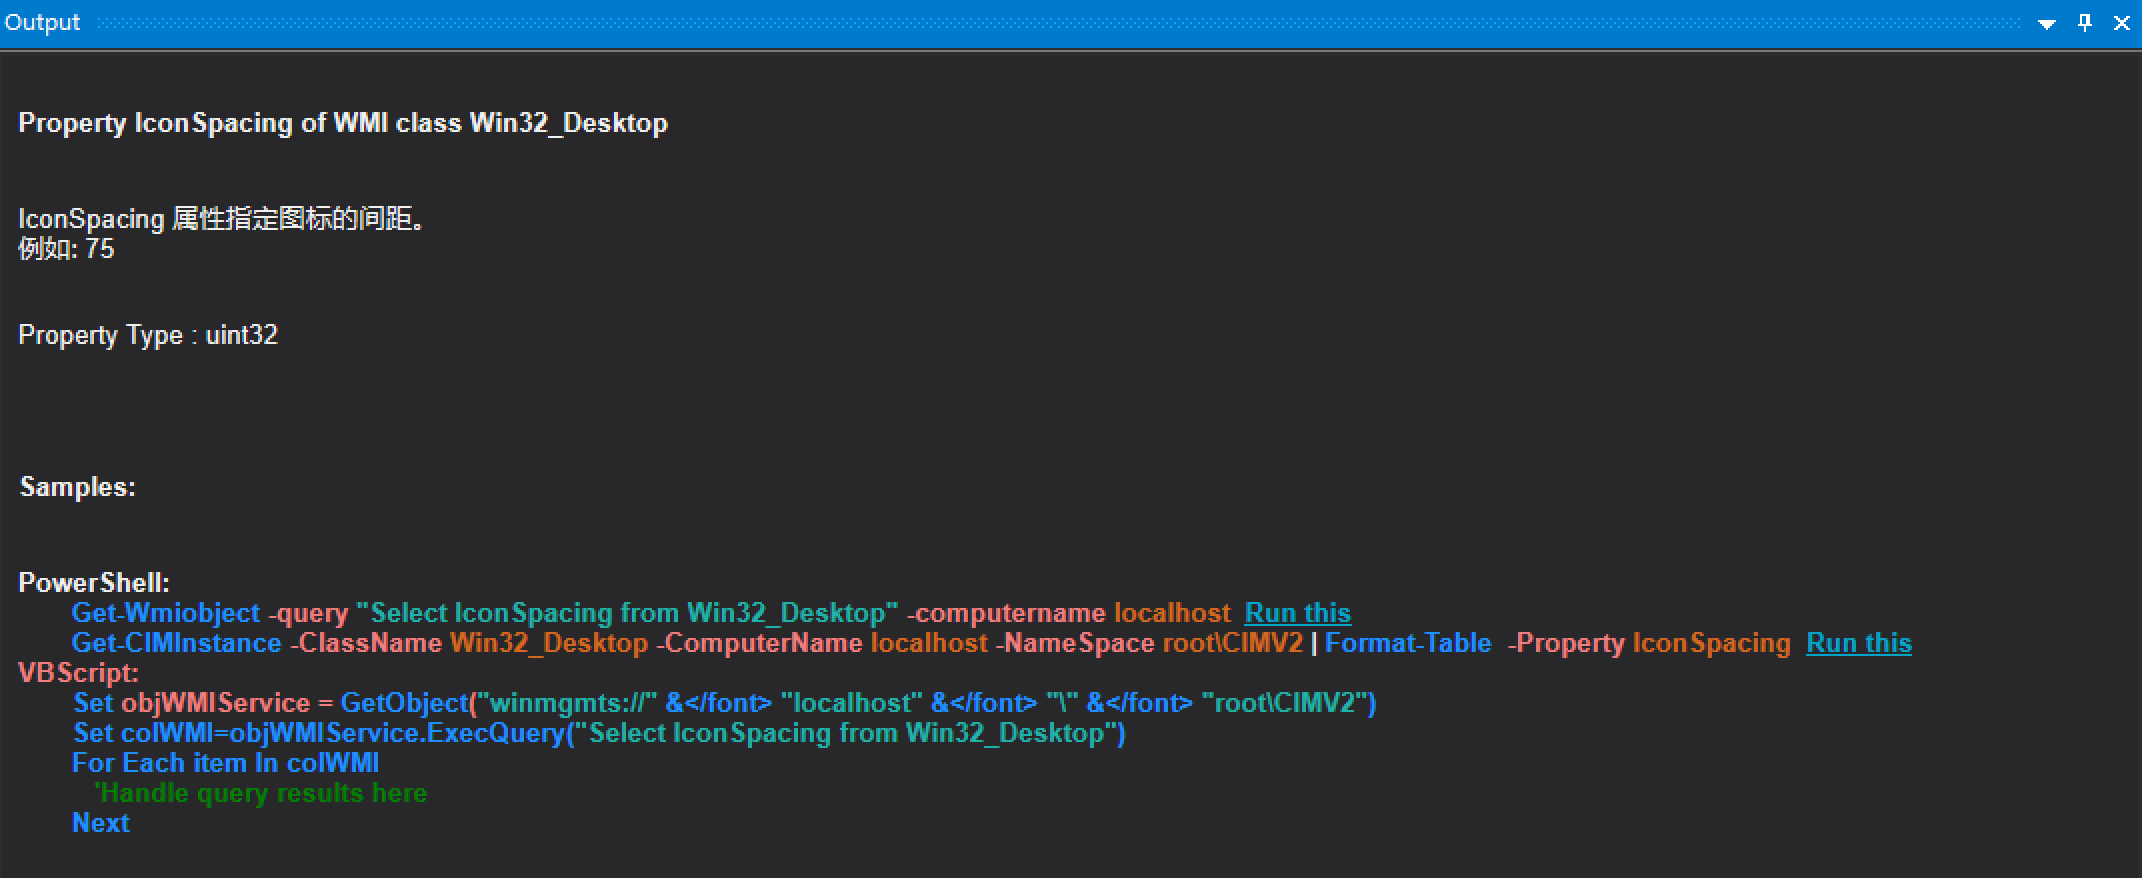 Output
Property IconSpacing of WMI class Win32_Desktop
IconSpacing 属性指定图标的间距。
例如: 75
Property Type : uint32
Samples:
PowerShell:
Get-Wmiobject -query "Select IconSpacing from Win32_Desktop" -computername localhost  Run this
Get-CIMInstance -ClassName Win32_Desktop -ComputerName localhost -NameSpace root\CIMV2 | Format-Table  -Property IconSpacing  Run this
VBScript:
Set objWMIService = GetObject("winmgmts://" &</font> "localhost" &</font> "\" &</font> "root\CIMV2")
Set colWMI=objWMIService.ExecQuery("Select IconSpacing from Win32_Desktop")
For Each item In colWMI
'Handle query results here
Next